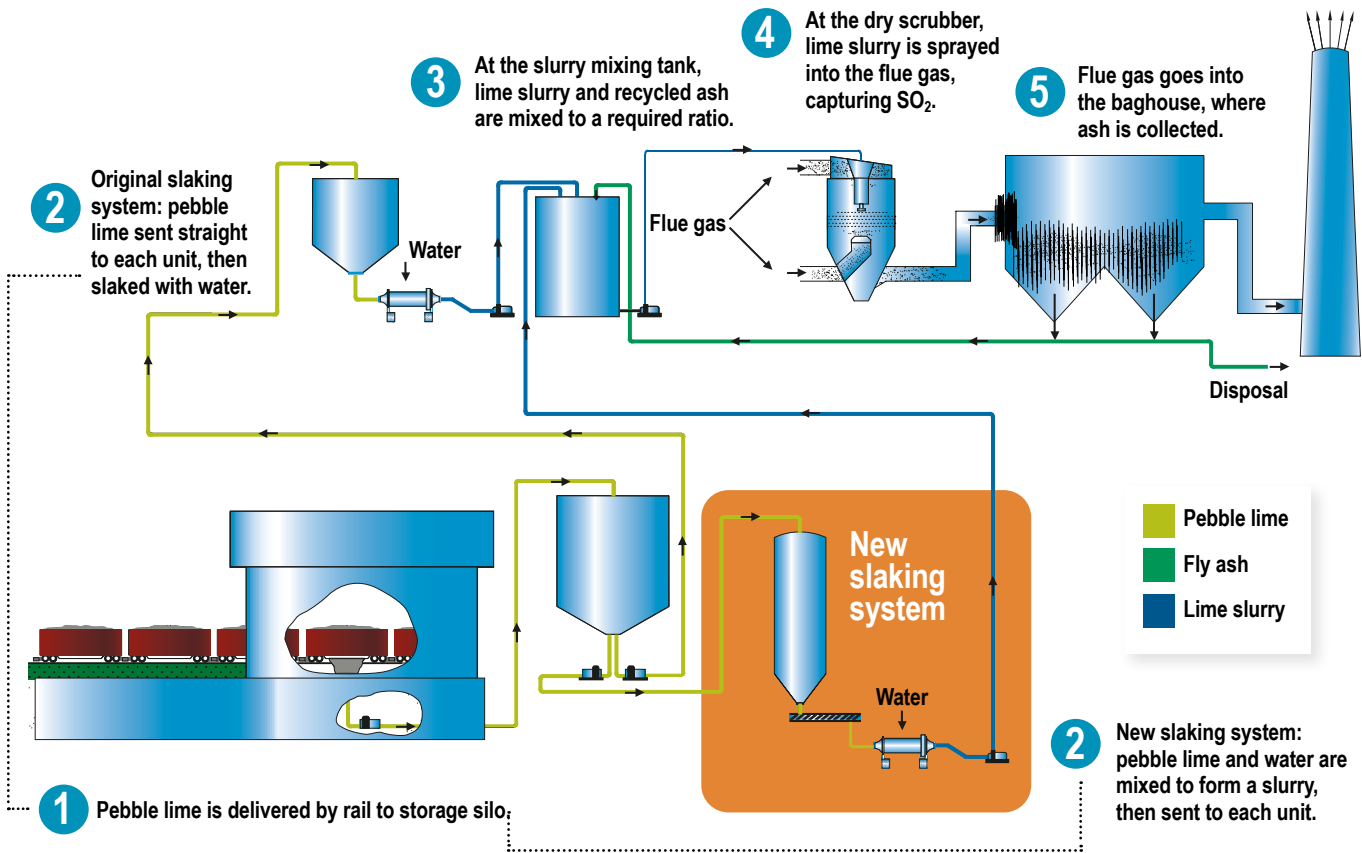 1
Pebble lime is delivered by rail to storage silo.
2
Original slaking
system: pebble
lime sent straight
to each unit, then
slaked with water.
Water
2
New slaking system:
pebble lime and water are
mixed to form a slurry,
then sent to each unit.
New
slaking
system
Water
3
At the slurry mixing tank,
lime slurry and recycled ash
are mixed to a required ratio.
4
At the dry scrubber,
lime slurry is sprayed
into the flue gas,
capturing SO₂.
Flue gas
5
Flue gas goes into
the baghouse, where
ash is collected.
Disposal
Pebble lime
Fly ash
Lime slurry